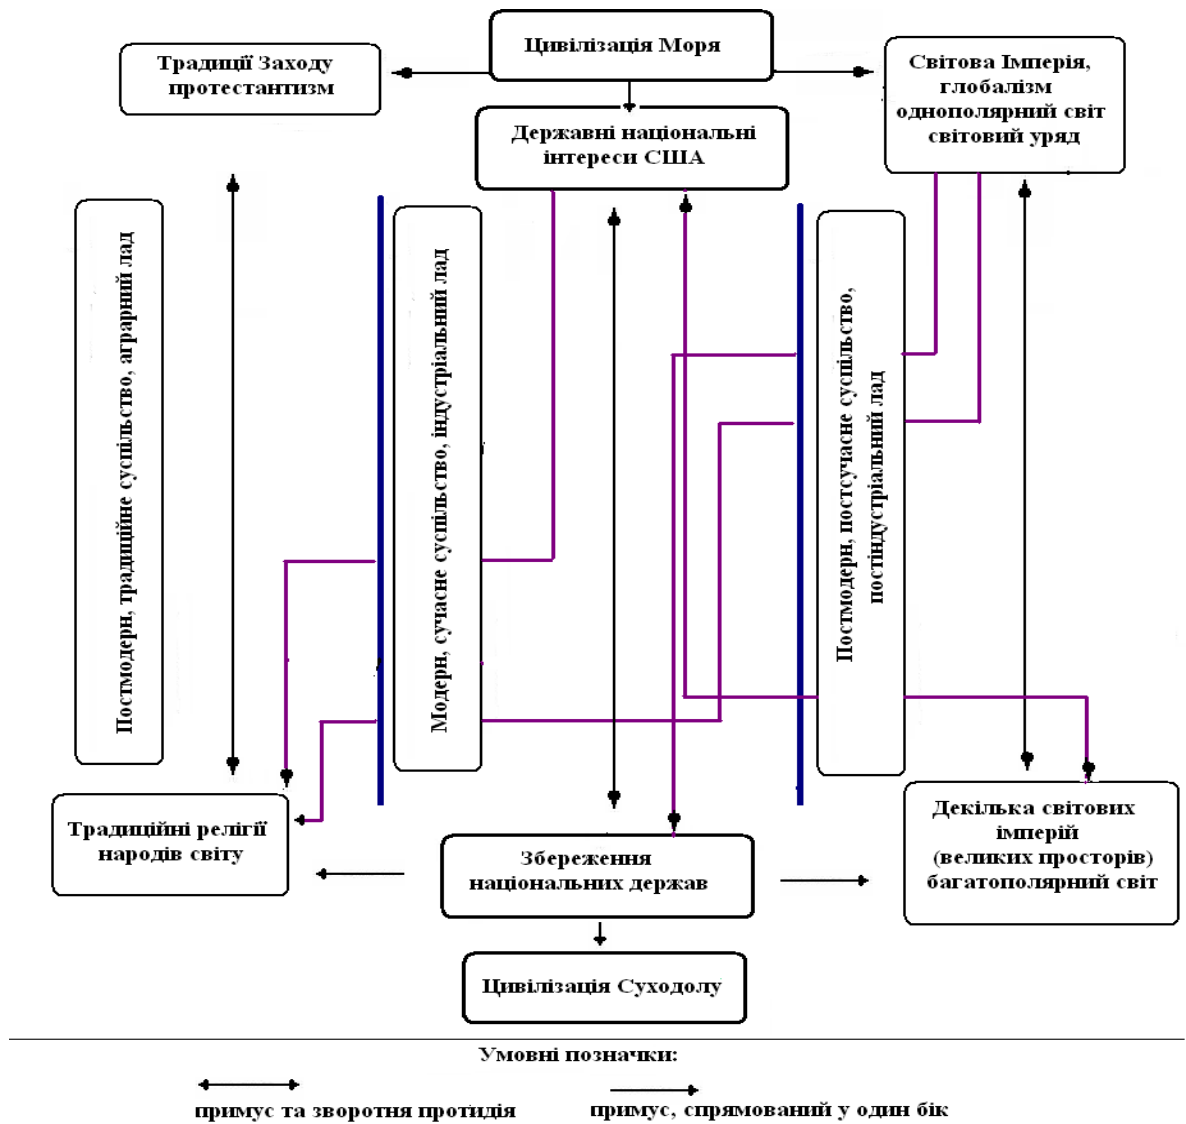 Цивілізація Моря
Традиції Заходу
протестантизм
Світова Імперія,
глобалізм
однополярний світ
світовий уряд
Державні національні
інтереси США
Постмодерн, традиційне суспільство, аграрний лад
Модерн, сучасне суспільство, індустріальний лад
Постмодерн, постсучасне суспільство,
постіндустріальний лад
Традиційні релігії
народів світу
Збереження
національних держав
Декілька світових
імперій
(великих просторів)
багатополярний світ
Цивілізація Суходолу
Умовні позначки:
примус та зворотня протидія
примус, спрямований у один бік